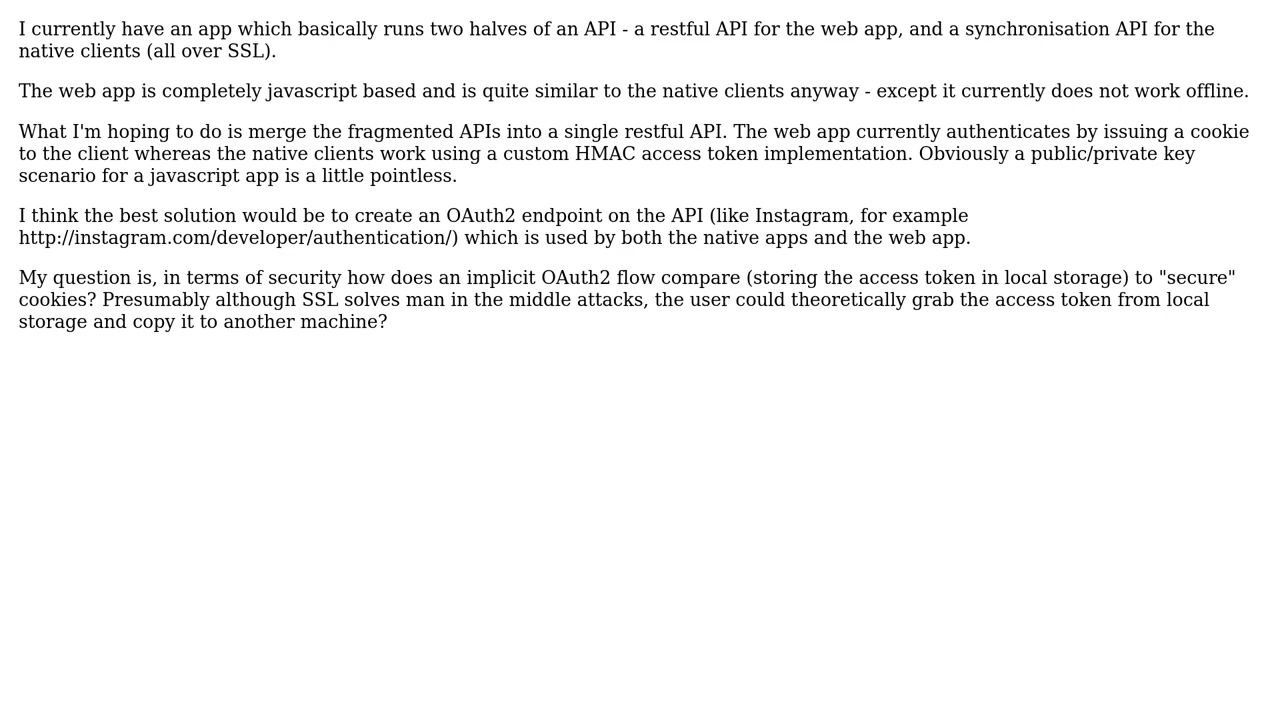 I currently have an app which basically runs two halves of an API - a restful API for the web app, and a synchronisation API for the
native clients (all over SSL).
The web app is completely javascript based and is quite similar to the native clients anyway - except it currently does not work offline.
What I'm hoping to do is merge the fragmented APIs into a single restful API. The web app currently authenticates by issuing a cookie
to the client whereas the native clients work using a custom HMAC access token implementation. Obviously a public/private key
scenario for a javascript app is a little pointless.
I think the best solution would be to create an OAuth2 endpoint on the API (like Instagram, for example
http://instagram.com/developer/authentication/) which is used by both the native apps and the web app.
My question is, in terms of security how does an implicit OAuth2 flow compare (storing the access token in local storage) to "secure"
cookies? Presumably although SSL solves man in the middle attacks, the user could theoretically grab the access token from local
storage and copy it to another machine?